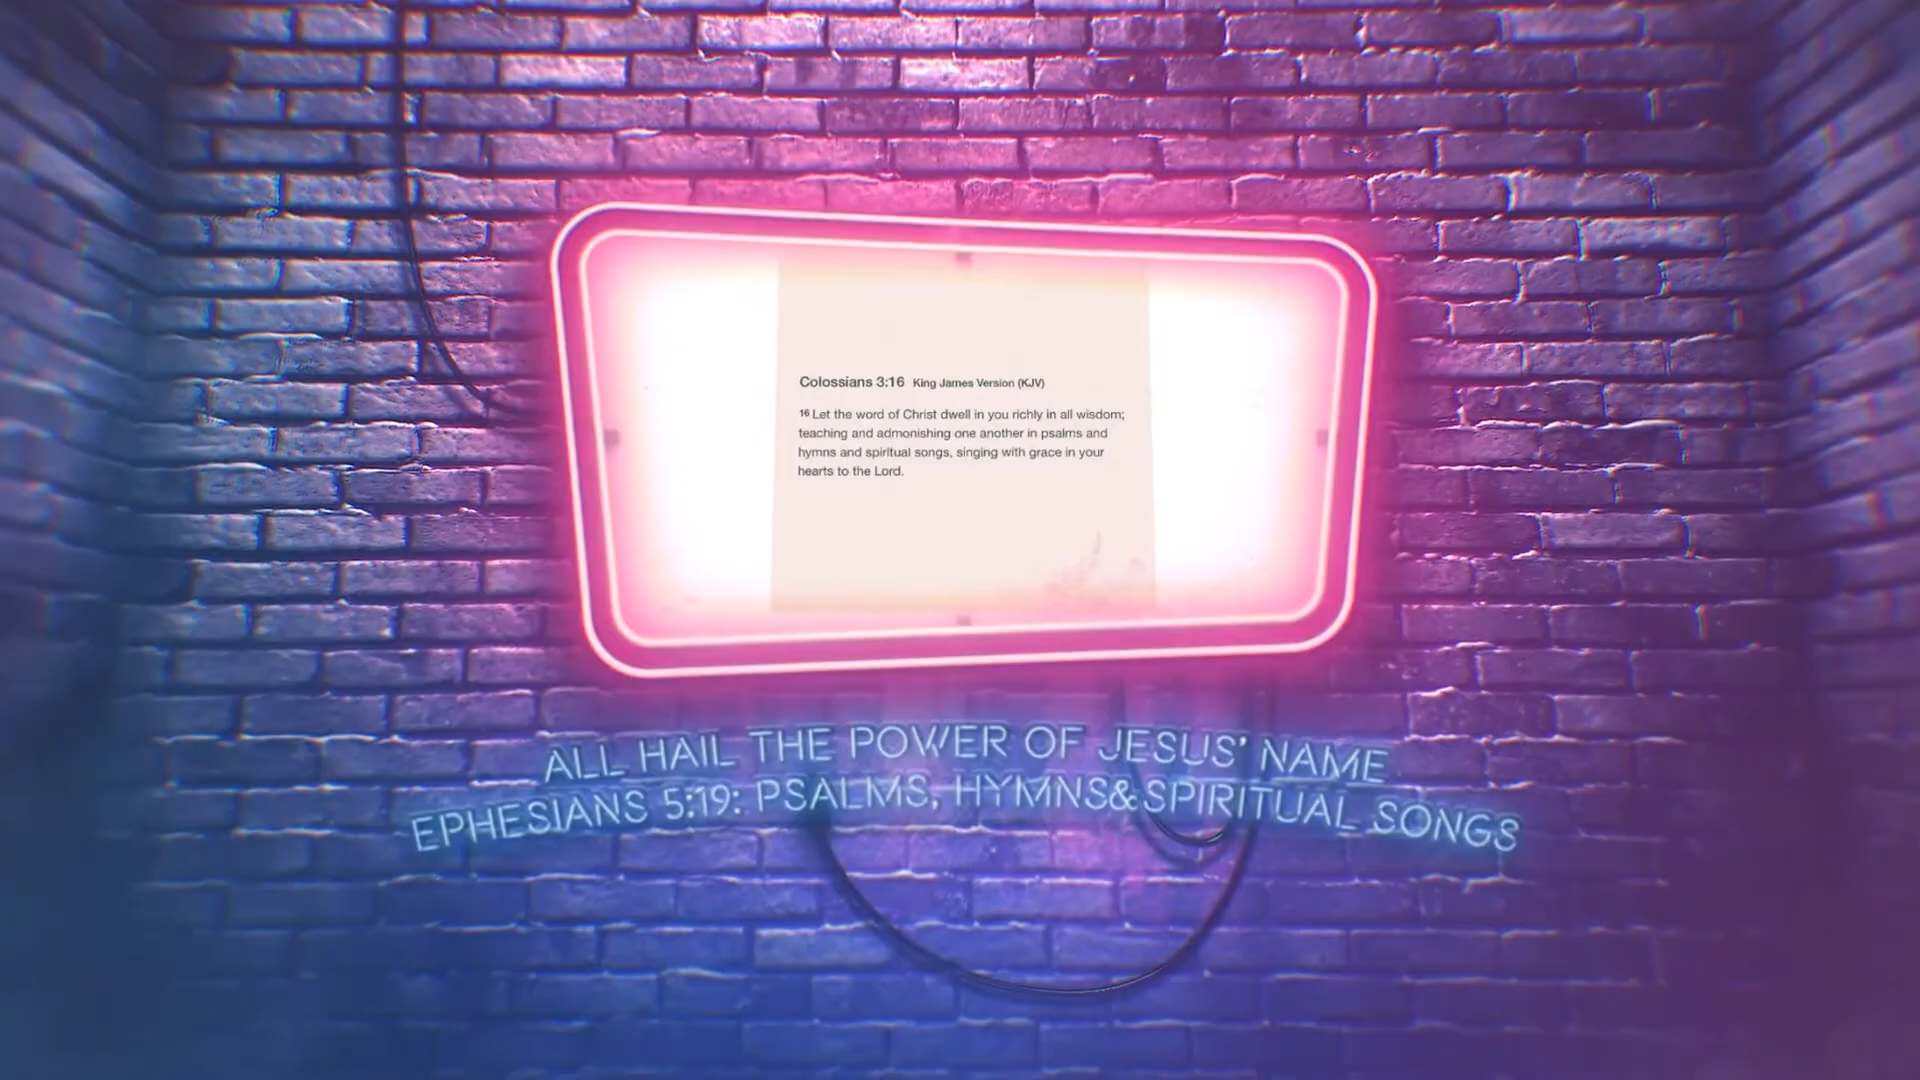 Colossians 3:16 King James Version (KJV)
16 Let the word of Christ dwell in you richly in all wisdom;
teaching and admonishing one another in psalms and
hymns and spiritual songs, singing with grace in your
hearts to the Lord.
ALL HAIL THE POWER OF JESUS' NAME
EPHESIANS 5:19: PSALMS, HYMNS&SPIRITUAL SONGS